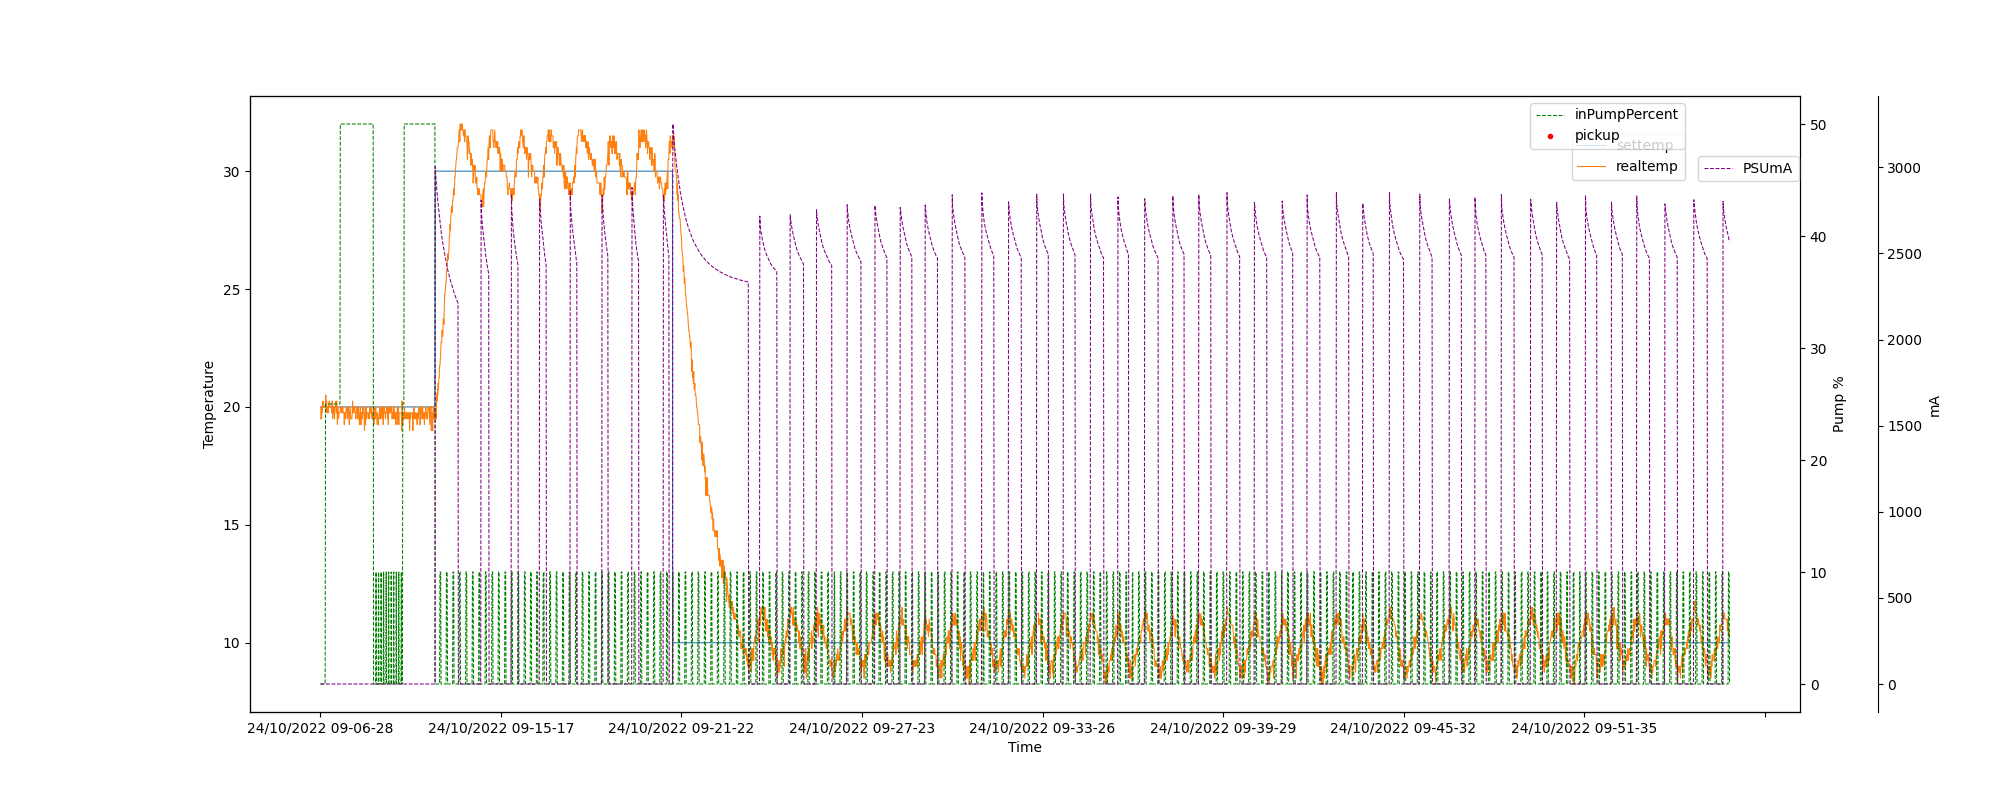 inPumpPercent
pickup
settemp
realtemp
PSUmA
Temperature
30
25
20
15
10
50
40
30
20
10
0
Pump %
3000
2500
2000
1500
1000
500
0
mA
24/10/2022 09-06-28
24/10/2022 09-15-17
24/10/2022 09-21-22
24/10/2022 09-27-23
24/10/2022 09-33-26
24/10/2022 09-39-29
24/10/2022 09-45-32
24/10/2022 09-51-35
Time